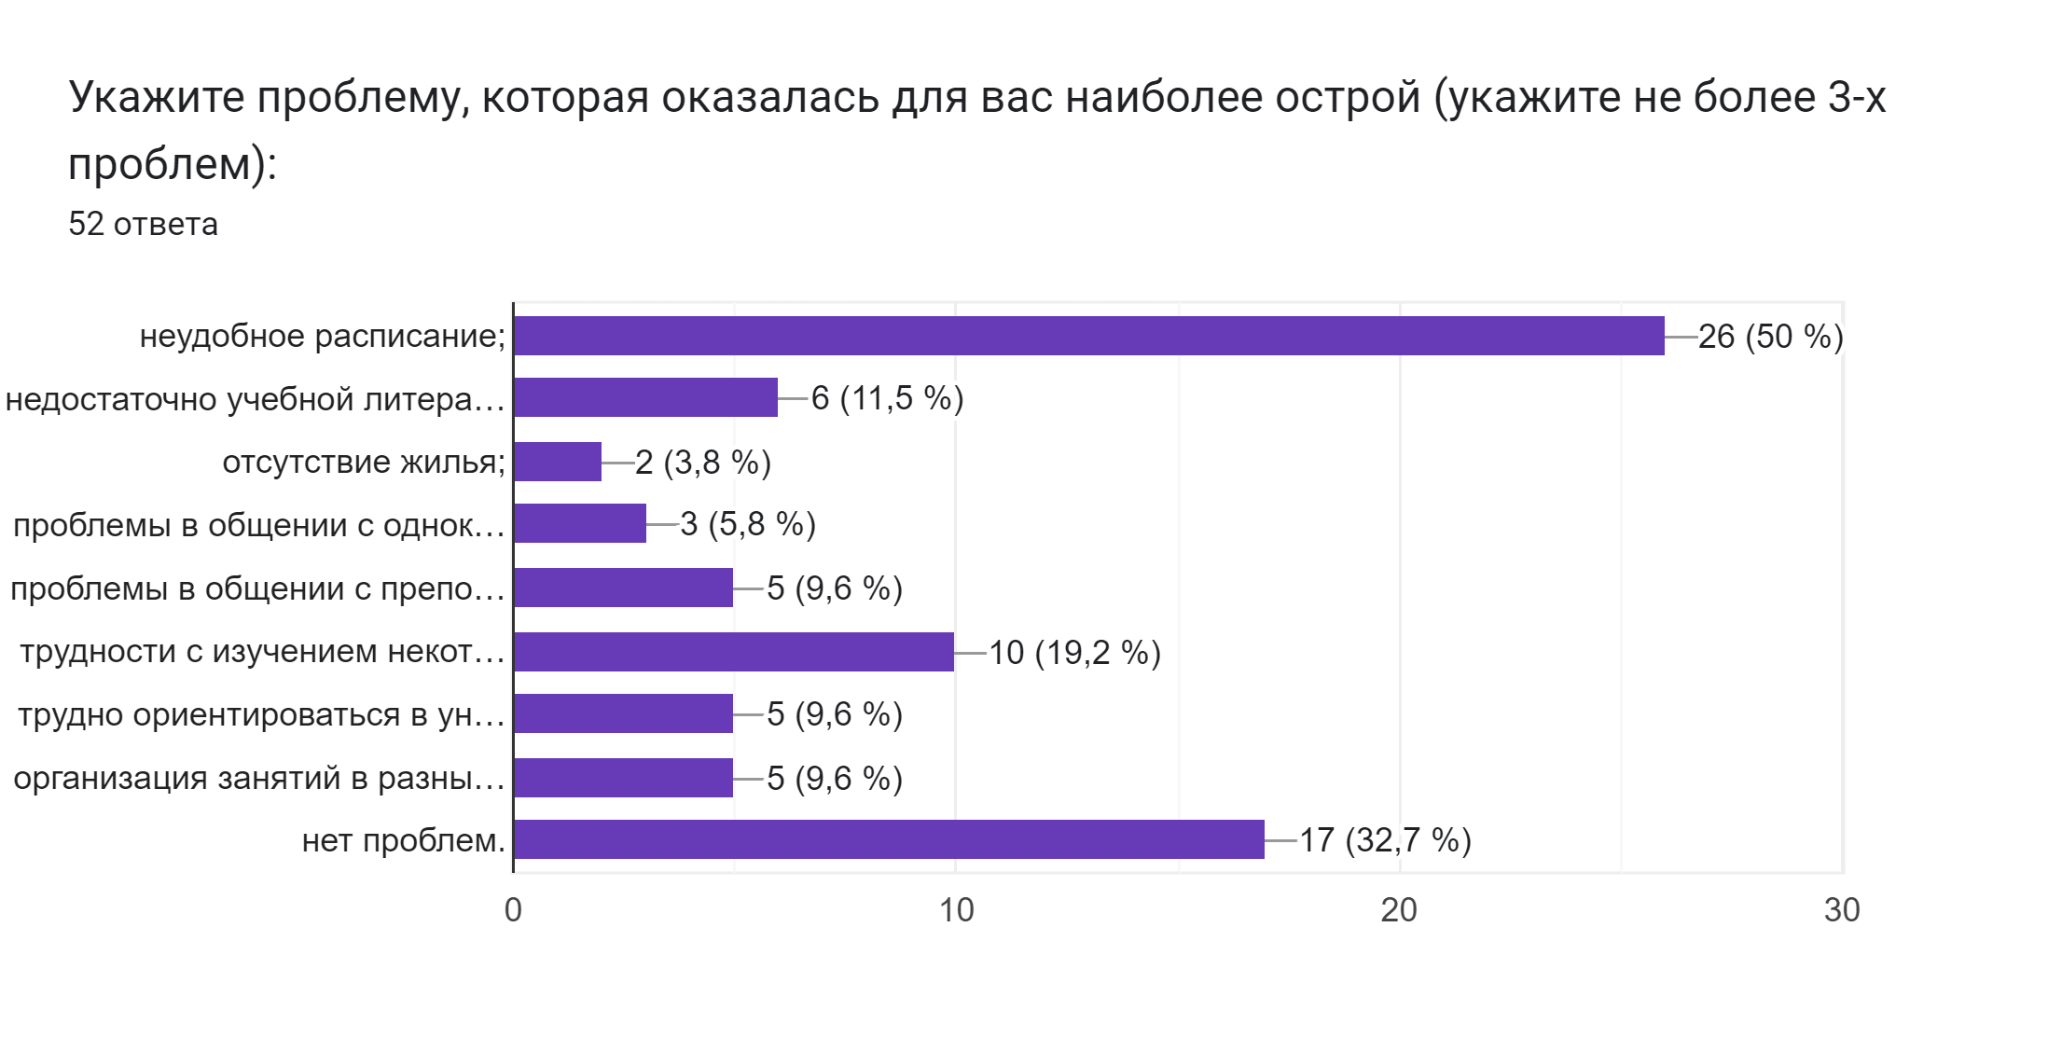 Укажите проблему, которая оказалась для вас наиболее острой (укажите не более 3-х
проблем):
52 ответа
неудобное расписание; 26 (50 %)
недостаточно учебной литера… 6 (11,5 %)
отсутствие жилья; 2 (3,8 %)
проблемы в общении с однок… 3 (5,8 %)
проблемы в общении с препо… 5 (9,6 %)
трудности с изучением некот… 10 (19,2 %)
трудно ориентироваться в ун… 5 (9,6 %)
организация занятий в разны… 5 (9,6 %)
нет проблем. 17 (32,7 %)
0 10 20 30